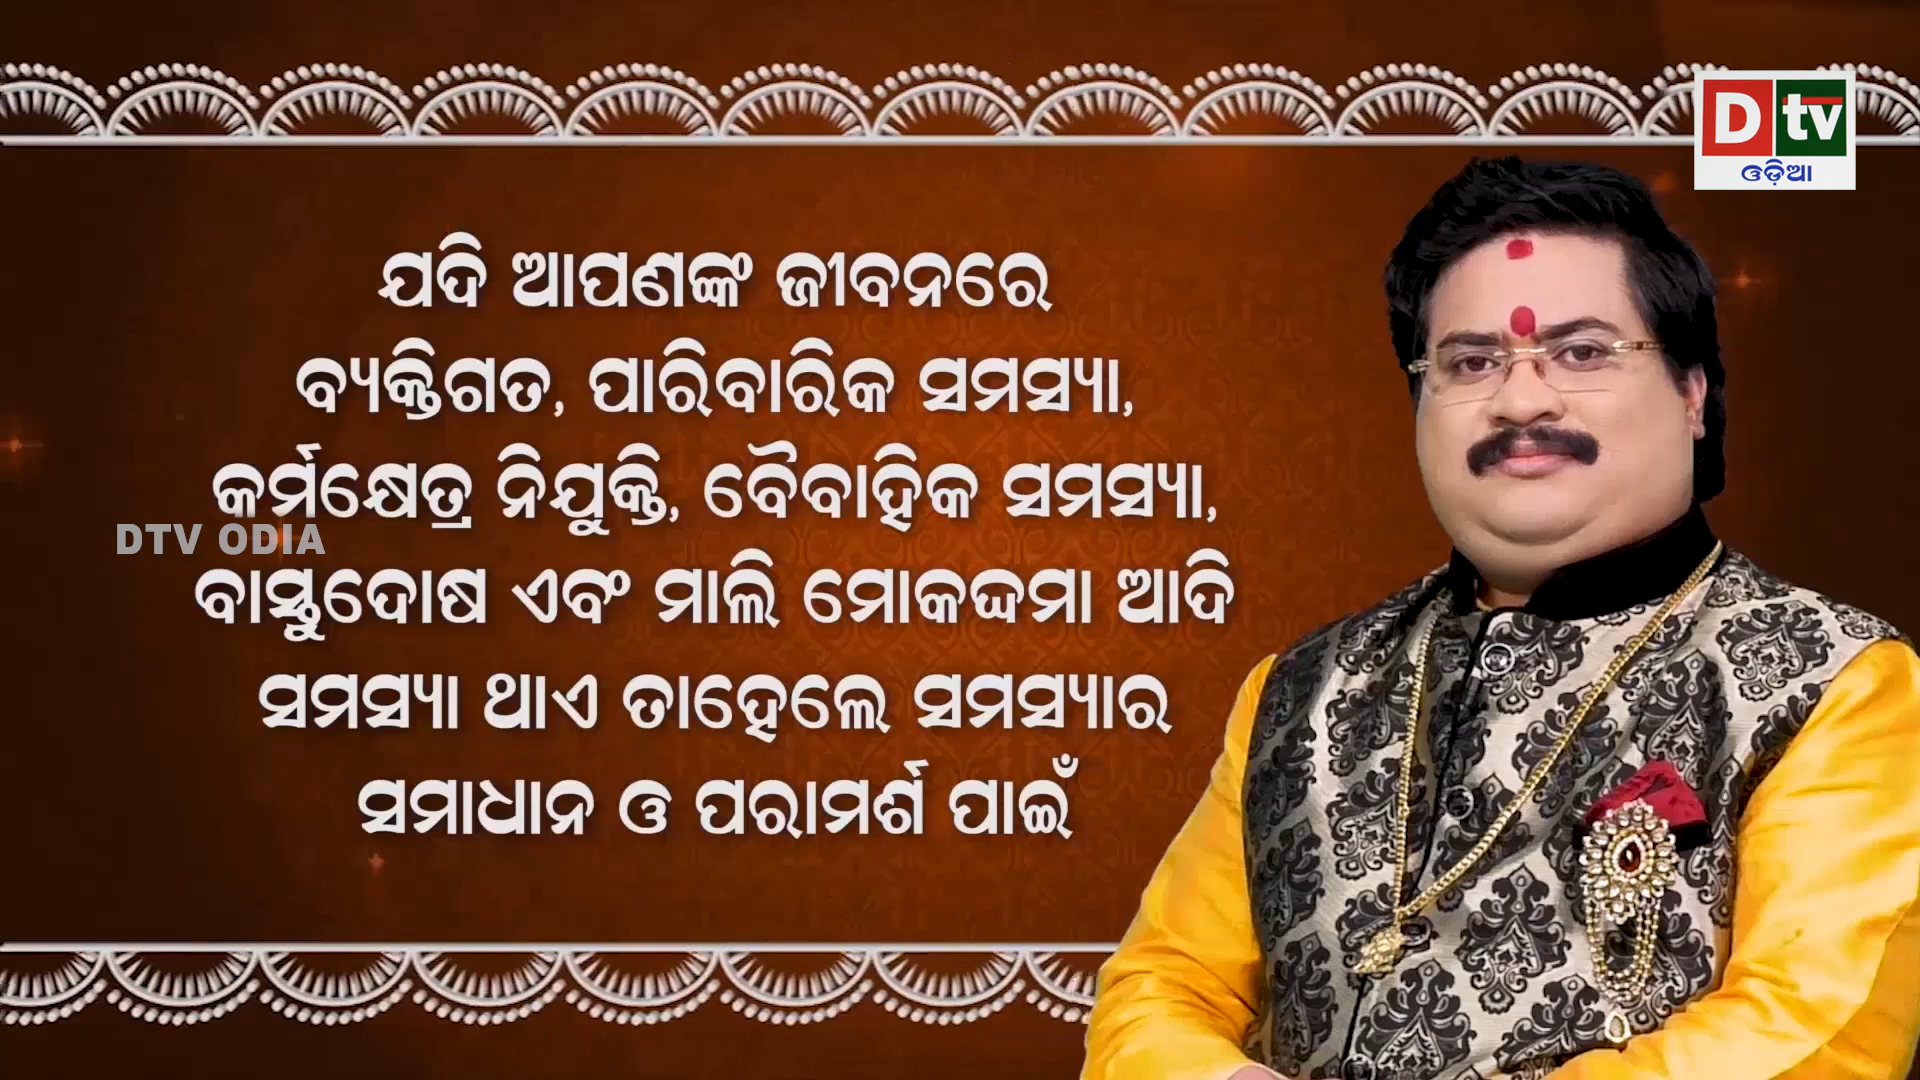 D tv
ଓଡ଼ିଆ
ଯଦି ଆପଣଙ୍କ ଜୀବନରେ
ବ୍ୟକ୍ତିଗତ, ପାରିବାରିକ ସମସ୍ୟା,
କର୍ମକ୍ଷେତ୍ର ନିଯୁକ୍ତି, ବୈବାହିକ ସମସ୍ୟା,
DTV ODIA
ବାସ୍ତୁଦୋଷ ଏବଂ ମାଲି ମୋକଦ୍ଦମା ଆଦି
ସମସ୍ୟା ଥାଏ ତାହେଲେ ସମସ୍ୟାର
ସମାଧାନ ଓ ପରାମର୍ଶ ପାଇଁ